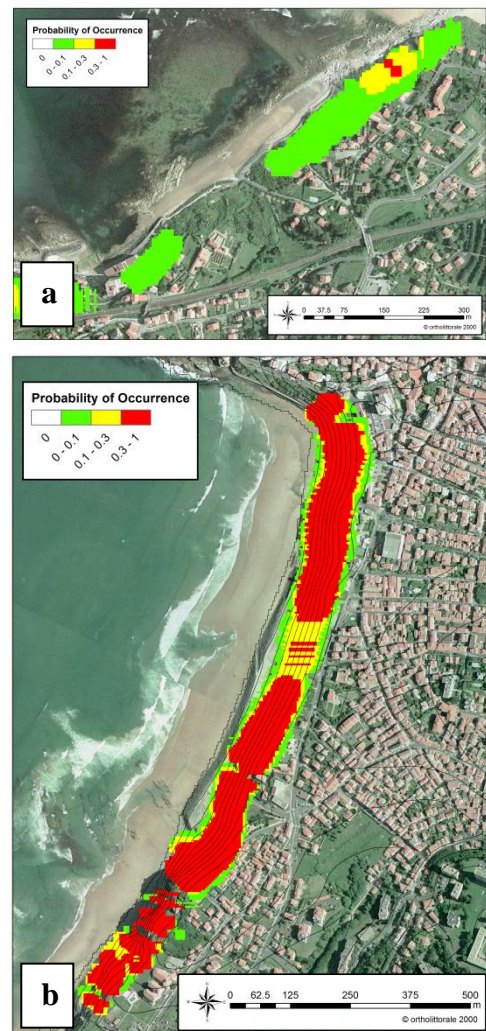 Probability of Occurrence
0
0 - 0.1
0.1 - 0.3
0.3 - 1
a
0 37.5 75 150 225 300
m
© ortholittorale 2000
Probability of Occurrence
0
0 - 0.1
0.1 - 0.3
0.3 - 1
b
0 62.5 125 250 375 500
m
© ortholittorale 2000